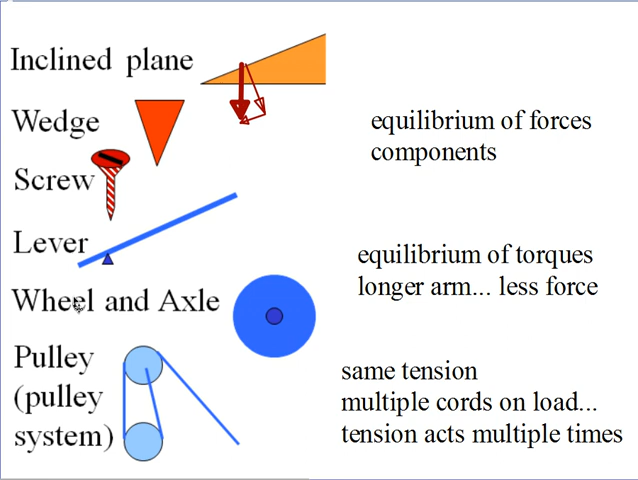 Inclined plane
Wedge
equilibrium of forces
components
Screw
Lever
equilibrium of torques
longer arm... less force
Wheel and Axle
Pulley
(pulley
system)
same tension
multiple cords on load...
tension acts multiple times